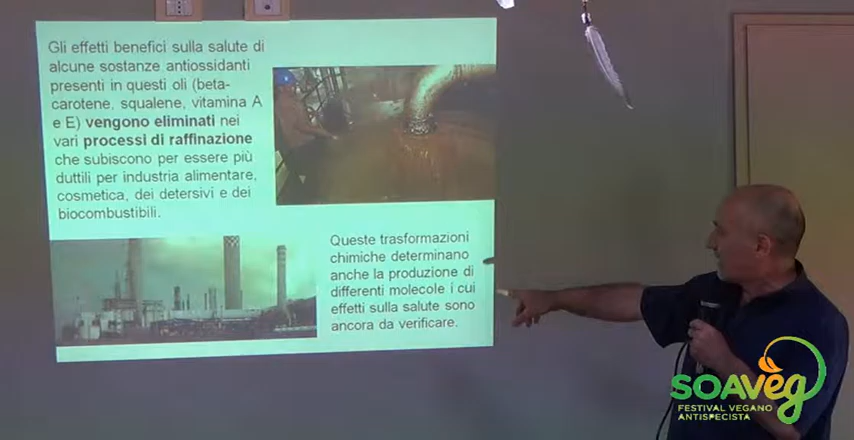 Gli effetti benefici sulla salute di
alcune sostanze antiossidanti
presenti in questi oli (beta-
carotene, squalene, vitamina A
e E) vengono eliminati nei
vari processi di raffinazione
che subiscono per essere più
duttili per industria alimentare,
cosmetica, dei detersivi e dei
biocombustibili.
Queste trasformazioni
chimiche determinano
anche la produzione di
differenti molecole i cui
effetti sulla salute sono
ancora da verificare.
SOAVEg
FESTIVAL VEGANO
ANTISPECISTA